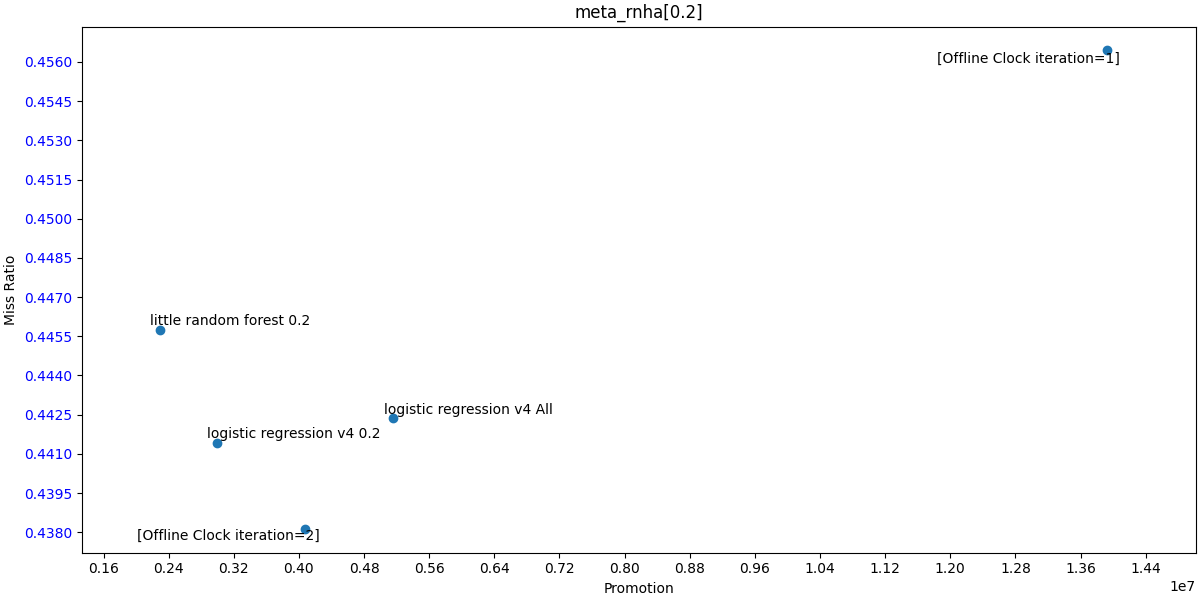 meta_rnha[0.2]
0.4560
0.4545
0.4530
0.4515
0.4500
0.4485
0.4470
0.4455
0.4440
0.4425
0.4410
0.4395
0.4380
Miss Ratio
[Offline Clock iteration=1]
little random forest 0.2
logistic regression v4 All
logistic regression v4 0.2
[Offline Clock iteration=2]
0.16 0.24 0.32 0.40 0.48 0.56 0.64 0.72 0.80 0.88 0.96 1.04 1.12 1.20 1.28 1.36 1.44
1e7
Promotion